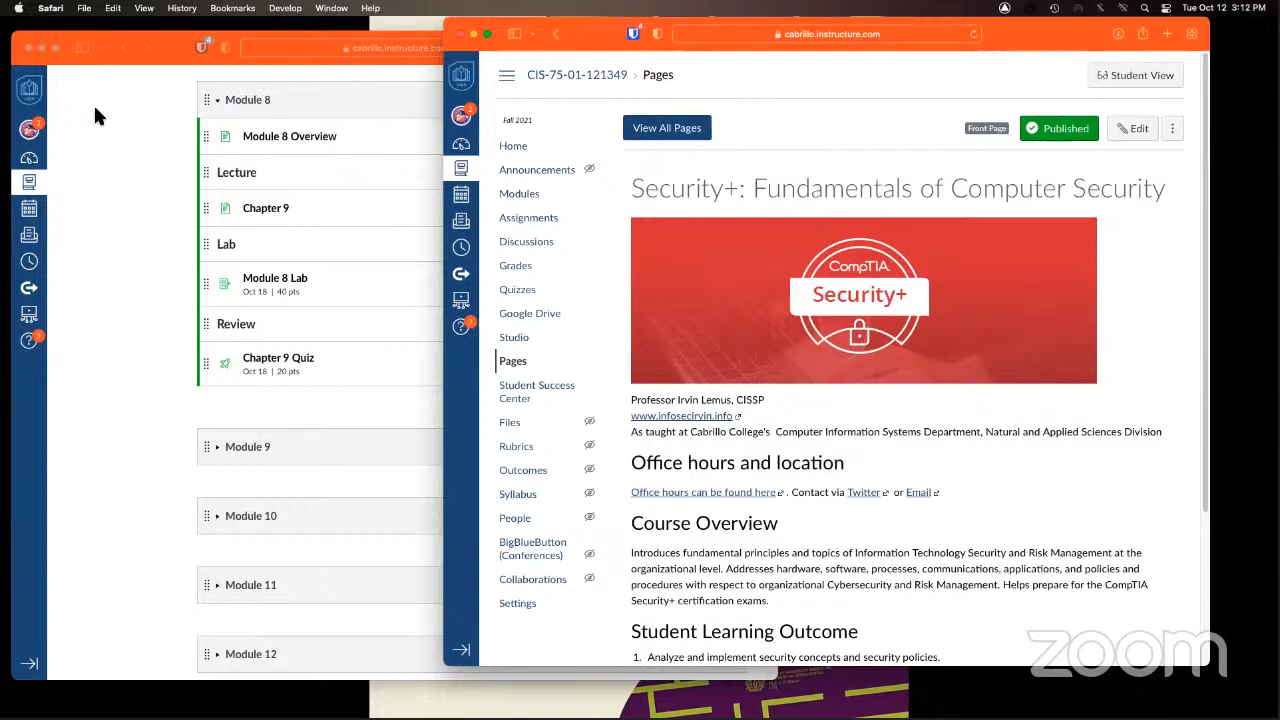 Safari File Edit View History Bookmarks Develop Window Help
Tue Oct 12 3:12 PM
cabrillo.instructure.com
Module 8
Module 8 Overview
Lecture
Chapter 9
Lab
Module 8 Lab
Oct 18 | 40 pts
Review
Chapter 9 Quiz
Oct 18 | 20 pts
Module 9
Module 10
Module 11
Module 12
2
3
4
cabrillo.instructure.com
2
3
CIS-75-01-121349 › Pages
Student View
Fall 2021
Home
Announcements
Modules
Assignments
Discussions
Grades
Quizzes
Google Drive
Studio
Pages
Student Success
Center
Files
Rubrics
Outcomes
Syllabus
People
BigBlueButton
(Conferences)
Collaborations
Settings
View All Pages
Front Page
Published
Edit
Security+: Fundamentals of Computer Security
CompTIA
Security+
Professor Irvin Lemus, CISSP
www.infosecirvin.info
As taught at Cabrillo College's Computer Information Systems Department, Natural and Applied Sciences Division
Office hours and location
Office hours can be found here . Contact via Twitter or Email
Course Overview
Introduces fundamental principles and topics of Information Technology Security and Risk Management at the
organizational level. Addresses hardware, software, processes, communications, applications, and policies and
procedures with respect to organizational Cybersecurity and Risk Management. Helps prepare for the CompTIA
Security+ certification exams.
Student Learning Outcome
1. Analyze and implement security concepts and security policies.
zoom